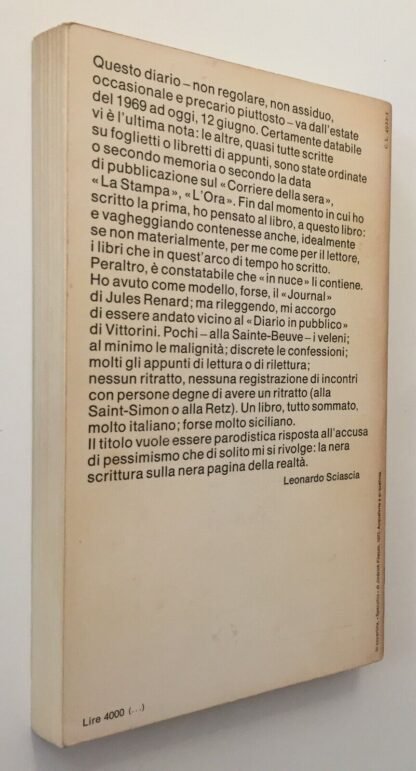 Questo diario – non regolare, non assiduo,
occasionale e precario piuttosto – va dall'estate
del 1969 ad oggi, 12 giugno. Certamente databile
vi è l'ultima nota: le altre, quasi tutte scritte
su foglietti o libretti di appunti, sono state ordinate
o secondo memoria o secondo la data
di pubblicazione sul «Corriere della sera»,
«La Stampa», «L'Ora». Fin dal momento in cui ho
scritto la prima, ho pensato al libro, a questo libro:
e vagheggiando contenesse anche, idealmente
se non materialmente, per me come per il lettore,
i libri che in quest'arco di tempo ho scritto.
Peraltro, è constatabile che «in nuce» li contiene.
Ho avuto come modello, forse, il «Journal»
di Jules Renard; ma rileggendo, mi accorgo
di essere andato vicino al «Diario in pubblico»
di Vittorini. Pochi – alla Sainte-Beuve – i veleni;
al minimo le malignità; discrete le confessioni;
molti gli appunti di lettura o di rilettura;
nessun ritratto, nessuna registrazione di incontri
con persone degne di avere un ritratto (alla
Saint-Simon o alla Retz). Un libro, tutto sommato,
molto italiano; forse molto siciliano.
Il titolo vuole essere parodistica risposta all'accusa
di pessimismo che di solito mi si rivolge: la nera
scrittura sulla nera pagina della realtà.
Leonardo Sciascia
Lire 4000 (...)